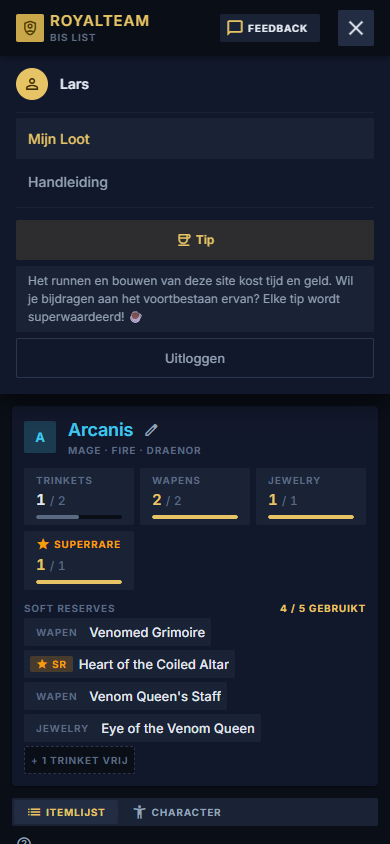 ROYALTEAM
BIS LIST
FEEDBACK
Lars
Mijn Loot
Handleiding
Tip
Het runnen en bouwen van deze site kost tijd en geld. Wil
je bijdragen aan het voortbestaan ervan? Elke tip wordt
superwaardeerd!
Uitloggen
A
Arcanis
MAGE · FIRE · DRAENOR
TRINKETS
1 / 2
WAPENS
2 / 2
JEWELRY
1 / 1
SUPERRARE
1 / 1
SOFT RESERVES
4 / 5 GEBRUIKT
WAPEN Venomed Grimoire
SR Heart of the Coiled Altar
WAPEN Venom Queen's Staff
JEWELRY Eye of the Venom Queen
+ 1 TRINKET VRIJ
ITEMLIJST
CHARACTER